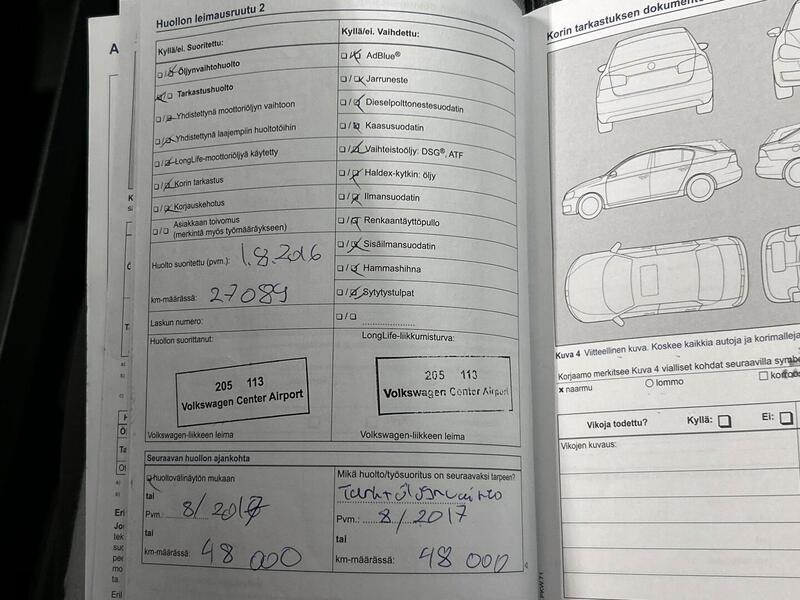 Huollon leimausruutu 2
Kyllä/ei. Suoritettu:
Öljynvaihtohuolto
Tarkastushuolto
Yhdistettynä moottoriöljyn vaihtoon
Yhdistettynä laajempiin huoltotöihin
LongLife-moottoriöljyä käytetty
Korin tarkastus
Korjauskehotus
Asiakkaan toivomo
(merkintä myös työmääräykseen)
Huolto suoritettu (pvm.): 1.8.2016
km-määrässä: 27089
Laskun numero:
Huollon suorittanut:
205 113
Volkswagen Center Airport
Volkswagen-liikkeen leima
Kyllä/ei. Vaihdettu:
AdBlue®
Jarruneste
Dieselpolttonestesuodatin
Kaasusuodatin
Vaihteistoöljy: DSG®, ATF
Haldex-kytkin: öljy
Ilmansuodatin
Renkaantäyttöpullo
Sisäilmansuodatin
Hammashihna
Sytytystulpat
LongLife-liikkumisturva:
205 113
Volkswagen Center Airport
Volkswagen-liikkeen leima
Seuraavan huollon ajankohta
huoltovälinäytön mukaan
tai
Pvm.: 8/2017
tai
km-määrässä: 48 000
Mikä huolto/työsuoritus on seuraavaksi tarpeen?
Pvm.: 8/2017
tai
km-määrässä: 48 000
Korin tarkastuksen
Kuva 4 Viitteellinen kuva. Koskee kaikkia autoja ja
Korjaamo merkitsee Kuva 4 vialliset kohdat seuraavilla
x naarmu
lommo
Vikoja todettu? Kyllä: Ei:
Vikojen kuvaus: